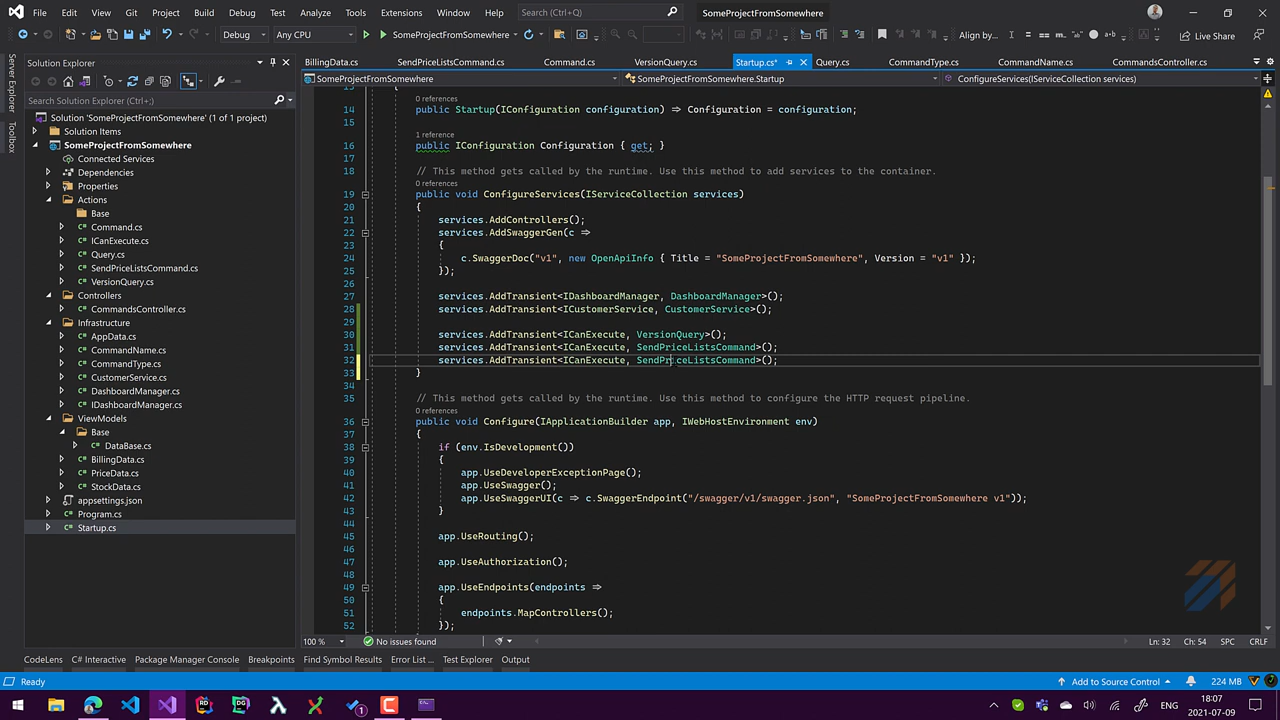 File Edit View Git Project Build Debug Test Analyze Tools Extensions Window Help Search (Ctrl+Q) SomeProjectFromSomewhere
Debug Any CPU SomeProjectFromSomewhere Align by... Live Share
Server Explorer
Toolbox
Solution Explorer
Search Solution Explorer (Ctrl+;)
Solution 'SomeProjectFromSomewhere' (1 of 1 project)
Solution Items
SomeProjectFromSomewhere
Connected Services
Dependencies
Properties
Actions
Base
Command.cs
ICanExecute.cs
Query.cs
SendPriceListsCommand.cs
VersionQuery.cs
Controllers
CommandsController.cs
Infrastructure
AppData.cs
CommandName.cs
CommandType.cs
CustomerService.cs
DashboardManager.cs
IDashboardManager.cs
ViewModels
Base
DataBase.cs
BillingData.cs
PriceData.cs
StockData.cs
appsettings.json
Program.cs
Startup.cs
BillingData.cs SendPriceListsCommand.cs Command.cs VersionQuery.cs Startup.cs* Query.cs CommandType.cs CommandName.cs CommandsController.cs
SomeProjectFromSomewhere SomeProjectFromSomewhere.Startup ConfigureServices(IServiceCollection services)
13 {
0 references
14 public Startup(IConfiguration configuration) => Configuration = configuration;
15
1 reference
16 public IConfiguration Configuration { get; }
17
18 // This method gets called by the runtime. Use this method to add services to the container.
0 references
19 public void ConfigureServices(IServiceCollection services)
20 {
21 services.AddControllers();
22 services.AddSwaggerGen(c =>
23 {
24 c.SwaggerDoc("v1", new OpenApiInfo { Title = "SomeProjectFromSomewhere", Version = "v1" });
25 });
26
27 services.AddTransient<IDashboardManager, DashboardManager>();
28 services.AddTransient<ICustomerService, CustomerService>();
29
30 services.AddTransient<ICanExecute, VersionQuery>();
31 services.AddTransient<ICanExecute, SendPriceListsCommand>();
32 services.AddTransient<ICanExecute, SendPriceListsCommand>();
33 }
34
35 // This method gets called by the runtime. Use this method to configure the HTTP request pipeline.
0 references
36 public void Configure(IApplicationBuilder app, IWebHostEnvironment env)
37 {
38 if (env.IsDevelopment())
39 {
40 app.UseDeveloperExceptionPage();
41 app.UseSwagger();
42 app.UseSwaggerUI(c => c.SwaggerEndpoint("/swagger/v1/swagger.json", "SomeProjectFromSomewhere v1"));
43 }
44
45 app.UseRouting();
46
47 app.UseAuthorization();
48
49 app.UseEndpoints(endpoints =>
50 {
51 endpoints.MapControllers();
52 });
100 % No issues found Ln: 32 Ch: 54 SPC CRLF
CodeLens C# Interactive Package Manager Console Breakpoints Find Symbol Results Error List ... Test Explorer Output
Ready Add to Source Control 224 MB
ENG 18:07
2021-07-09